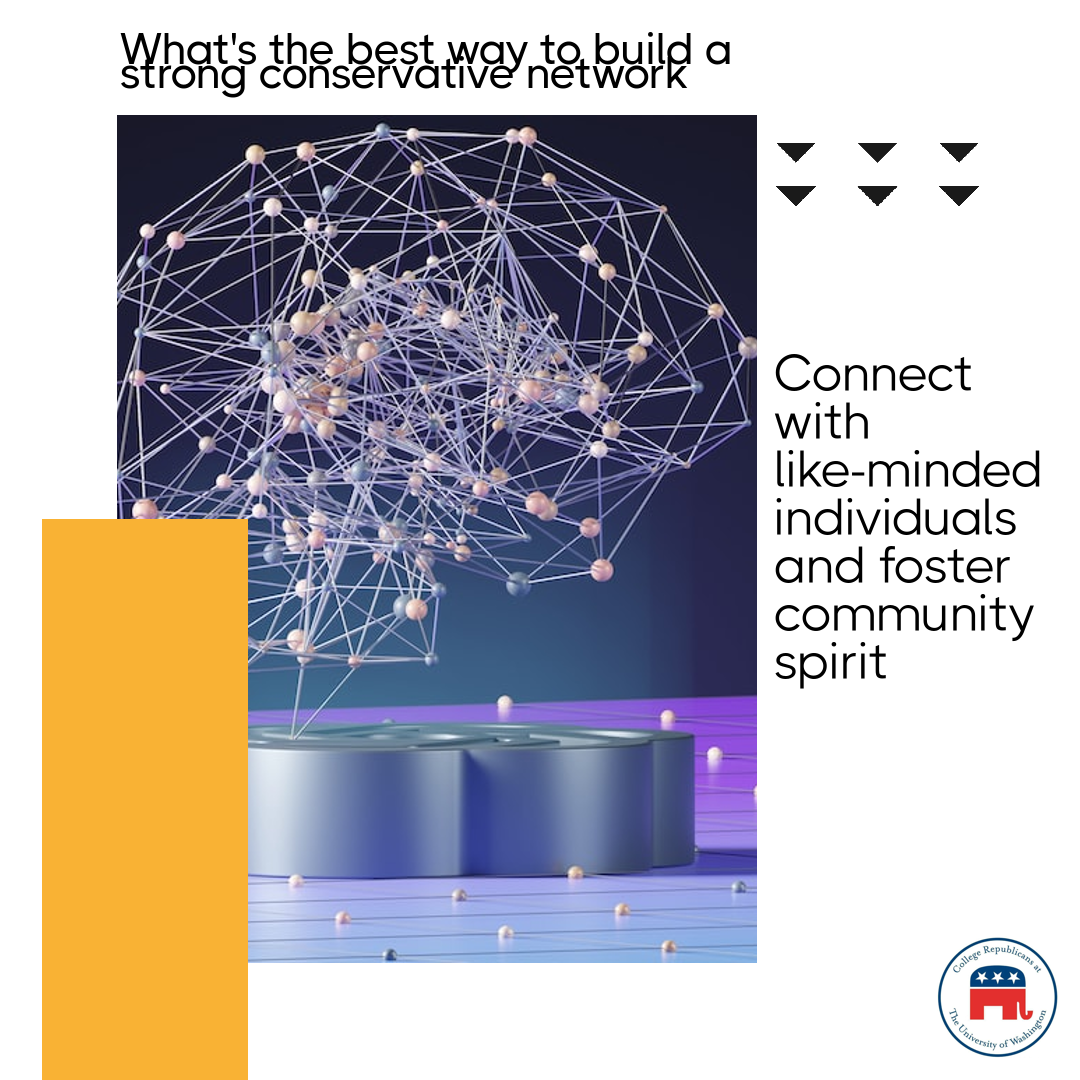 What's the best way to build a
strong conservative network
Connect
with
like-minded
individuals
and foster
community
spirit
College Republicans at
The University of Washington